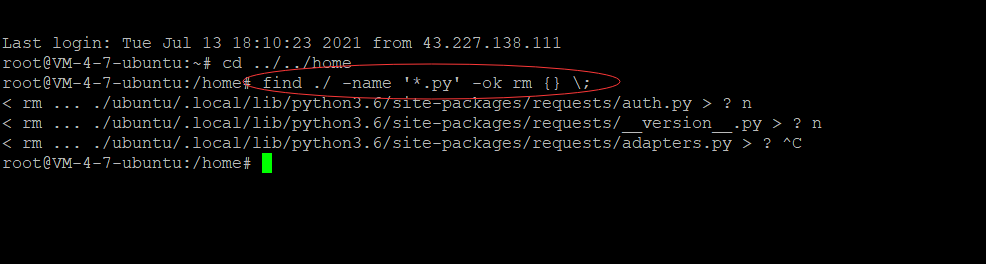 Last login: Tue Jul 13 18:10:23 2021 from 43.227.138.111
root@VM-4-7-ubuntu:~# cd ../../home
root@VM-4-7-ubuntu:/home# find ./ -name '*.py' -ok rm {} \;
< rm ... ./ubuntu/.local/lib/python3.6/site-packages/requests/auth.py > ? n
< rm ... ./ubuntu/.local/lib/python3.6/site-packages/requests/__version__.py > ? n
< rm ... ./ubuntu/.local/lib/python3.6/site-packages/requests/adapters.py > ? ^C
root@VM-4-7-ubuntu:/home#